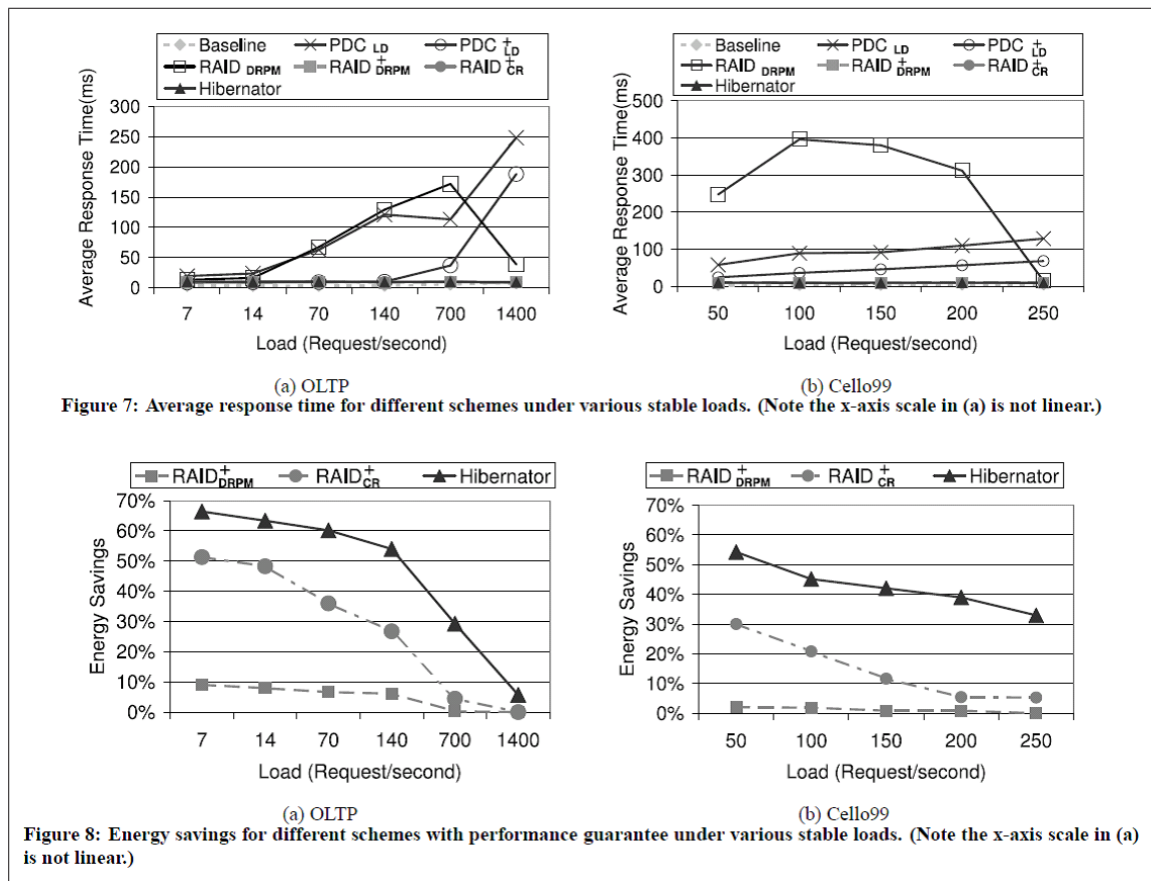 Baseline PDC LD PDC +LD
RAID DRPM RAID +DRPM RAID +CR
Hibernator
Average Response Time(ms)
300
250
200
150
100
50
0
7 14 70 140 700 1400
Load (Request/second)
(a) OLTP
Baseline PDC LD PDC +LD
RAID DRPM RAID +DRPM RAID +CR
Hibernator
Average Response Time(ms)
500
400
300
200
100
0
50 100 150 200 250
Load (Request/second)
(b) Cello99
Figure 7: Average response time for different schemes under various stable loads. (Note the x-axis scale in (a) is not linear.)
RAID+DRPM RAID+CR Hibernator
Energy Savings
70%
60%
50%
40%
30%
20%
10%
0%
7 14 70 140 700 1400
Load (Request/second)
(a) OLTP
RAID +DRPM RAID +CR Hibernator
Energy Savings
70%
60%
50%
40%
30%
20%
10%
0%
50 100 150 200 250
Load (Request/second)
(b) Cello99
Figure 8: Energy savings for different schemes with performance guarantee under various stable loads. (Note the x-axis scale in (a)
is not linear.)